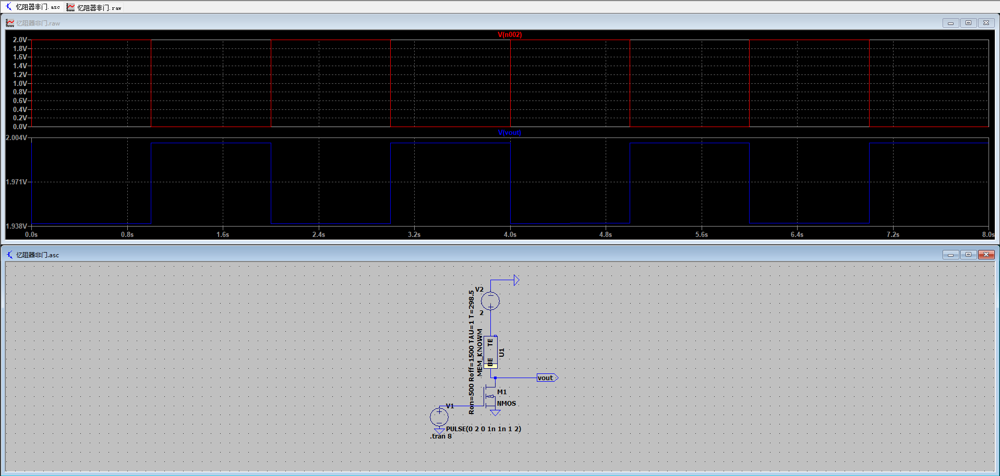 忆阻器非门.asc
忆阻器非门.raw
忆阻器非门.raw
V(n002)
2.0V
1.8V
1.6V
1.4V
1.2V
1.0V
0.8V
0.6V
0.4V
0.2V
0.0V
V(vout)
2.004V
1.971V
1.938V
0.0s 0.8s 1.6s 2.4s 3.2s 4.0s 4.8s 5.6s 6.4s 7.2s 8.0s
忆阻器非门.asc
V2
2
Ron=500 Roff=1500 TAU=1 T=298.5
MEM_KNOWM
TE
BE
U1
vout
M1
NMOS
V1
PULSE(0 2 0 1n 1n 1 2)
.tran 8